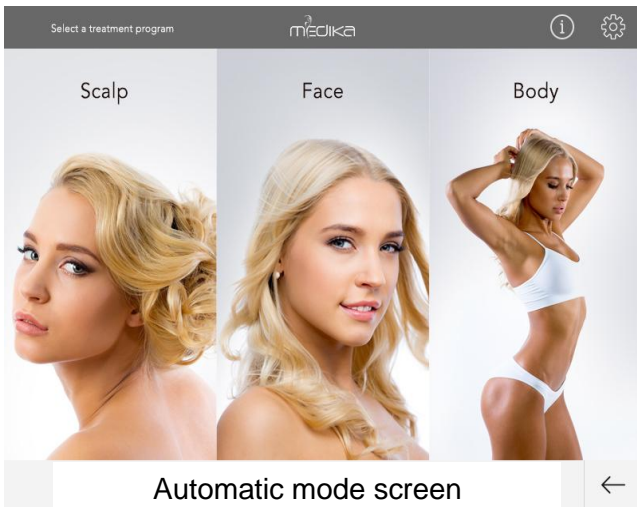 Select a treatment program
mEDIKA
i
Scalp
Face
Body
Automatic mode screen